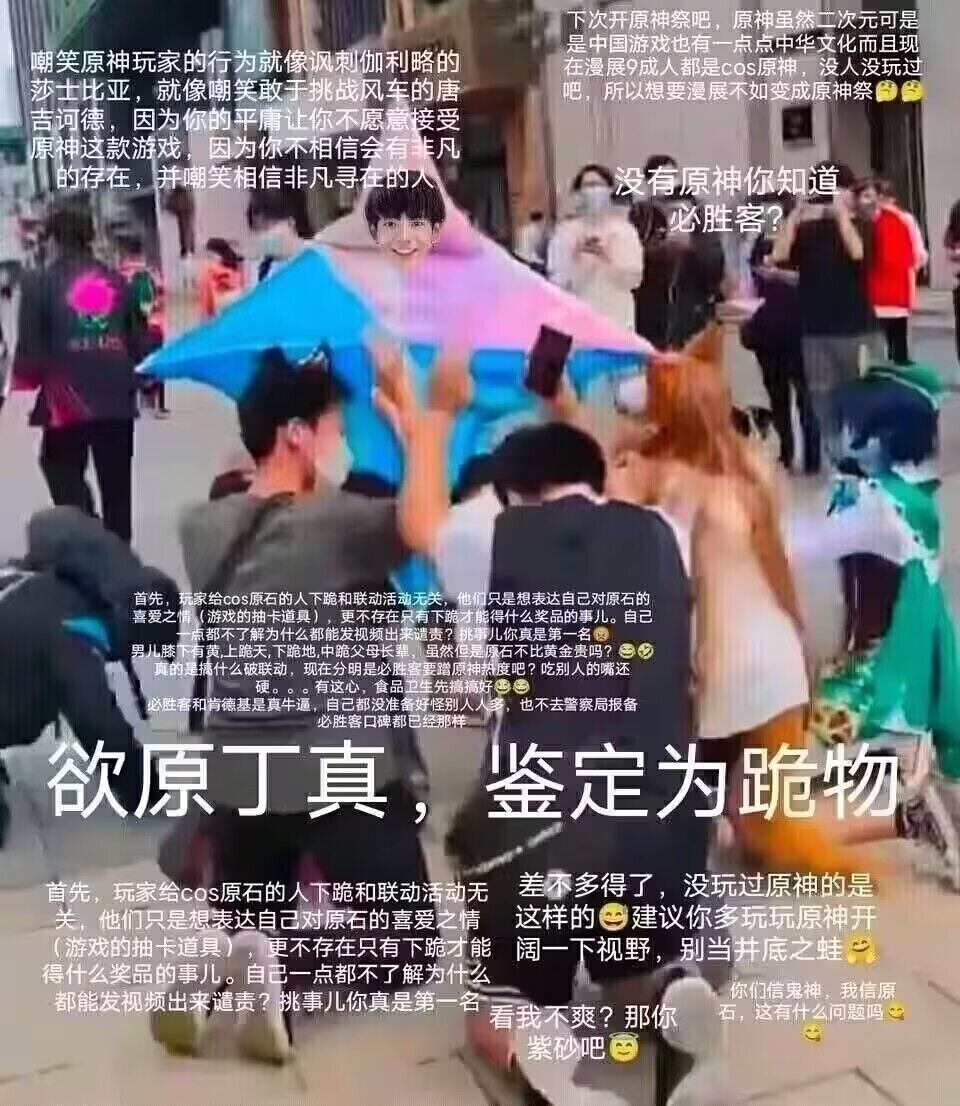 嘲笑原神玩家的行为就像讽刺伽利略的
莎士比亚，就像嘲笑敢于挑战风车的唐
吉诃德，因为你的平庸让你不愿意接受
原神这款游戏，因为你不相信会有非凡
的存在，并嘲笑相信非凡寻在的人
下次开原神祭吧，原神虽然二次元可是
是中国游戏也有一点点中华文化而且现
在漫展9成人都是cos原神，没人没玩过
吧，所以想要漫展不如变成原神祭🤔🤔
没有原神你知道
必胜客？
首先，玩家给cos原石的人下跪和联动活动无关，他们只是想表达自己对原石的
喜爱之情（游戏的抽卡道具），更不存在只有下跪才能得什么奖品的事儿。自己
一点都不了解为什么都能发视频出来谴责？挑事儿你真是第一名😡
男儿膝下有黄,上跪天,下跪地,中跪父母长辈，虽然但是原石不比黄金贵吗？😂🤣
真的是搞什么破联动，现在分明是必胜客要蹭原神热度吧？吃别人的嘴还
硬。。。有这心，食品卫生先搞搞好😂😂
必胜客和肯德基是真牛逼，自己都没准备好怪别人人多，也不去警察局报备
必胜客口碑都已经那样
欲原丁真，鉴定为跪物
首先，玩家给cos原石的人下跪和联动活动无
关，他们只是想表达自己对原石的喜爱之情
（游戏的抽卡道具），更不存在只有下跪才能
得什么奖品的事儿。自己一点都不了解为什么
都能发视频出来谴责？挑事儿你真是第一名
差不多得了，没玩过原神的是
这样的😅建议你多玩玩原神开
阔一下视野，别当井底之蛙🤗
看我不爽？那你
紫砂吧😇
你们信鬼神，我信原
石，这有什么问题吗😋
😋